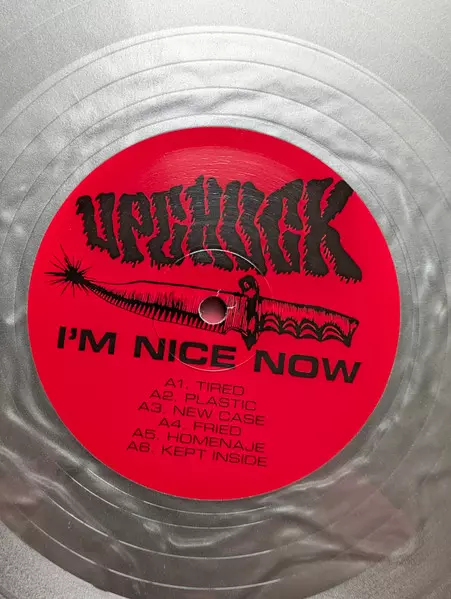 UPCHUCK
I'M NICE NOW
A1. TIRED
A2. PLASTIC
A3. NEW CASE
A4. FRIED
A5. HOMENAJE
A6. KEPT INSIDE